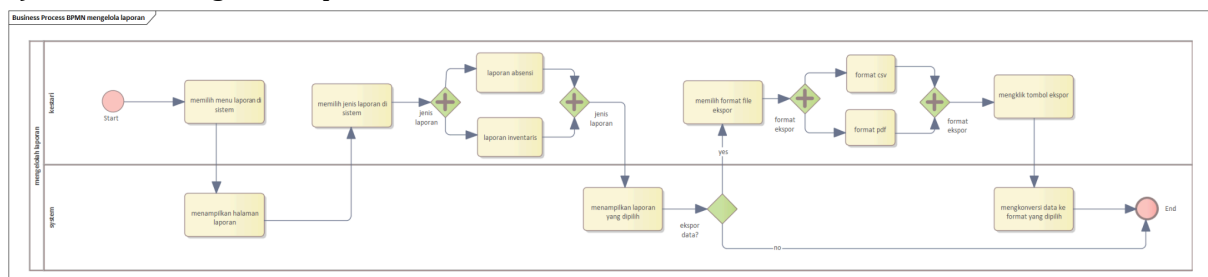 Business Process BPMN mengelola laporan
mengelolah laporan
kestari
Start
memilih menu laporan di
sistem
memilih jenis laporan di
sistem
jenis
laporan
laporan absensi
laporan inventaris
jenis
laporan
memilih format file
ekspor
format
ekspor
format csv
format pdf
format
ekspor
mengklik tombol ekspor
yes
system
menampilkan halaman
laporan
menampilkan laporan
yang dipilih
ekspor
data?
no
mengkonversi data ke
format yang dipilih
End